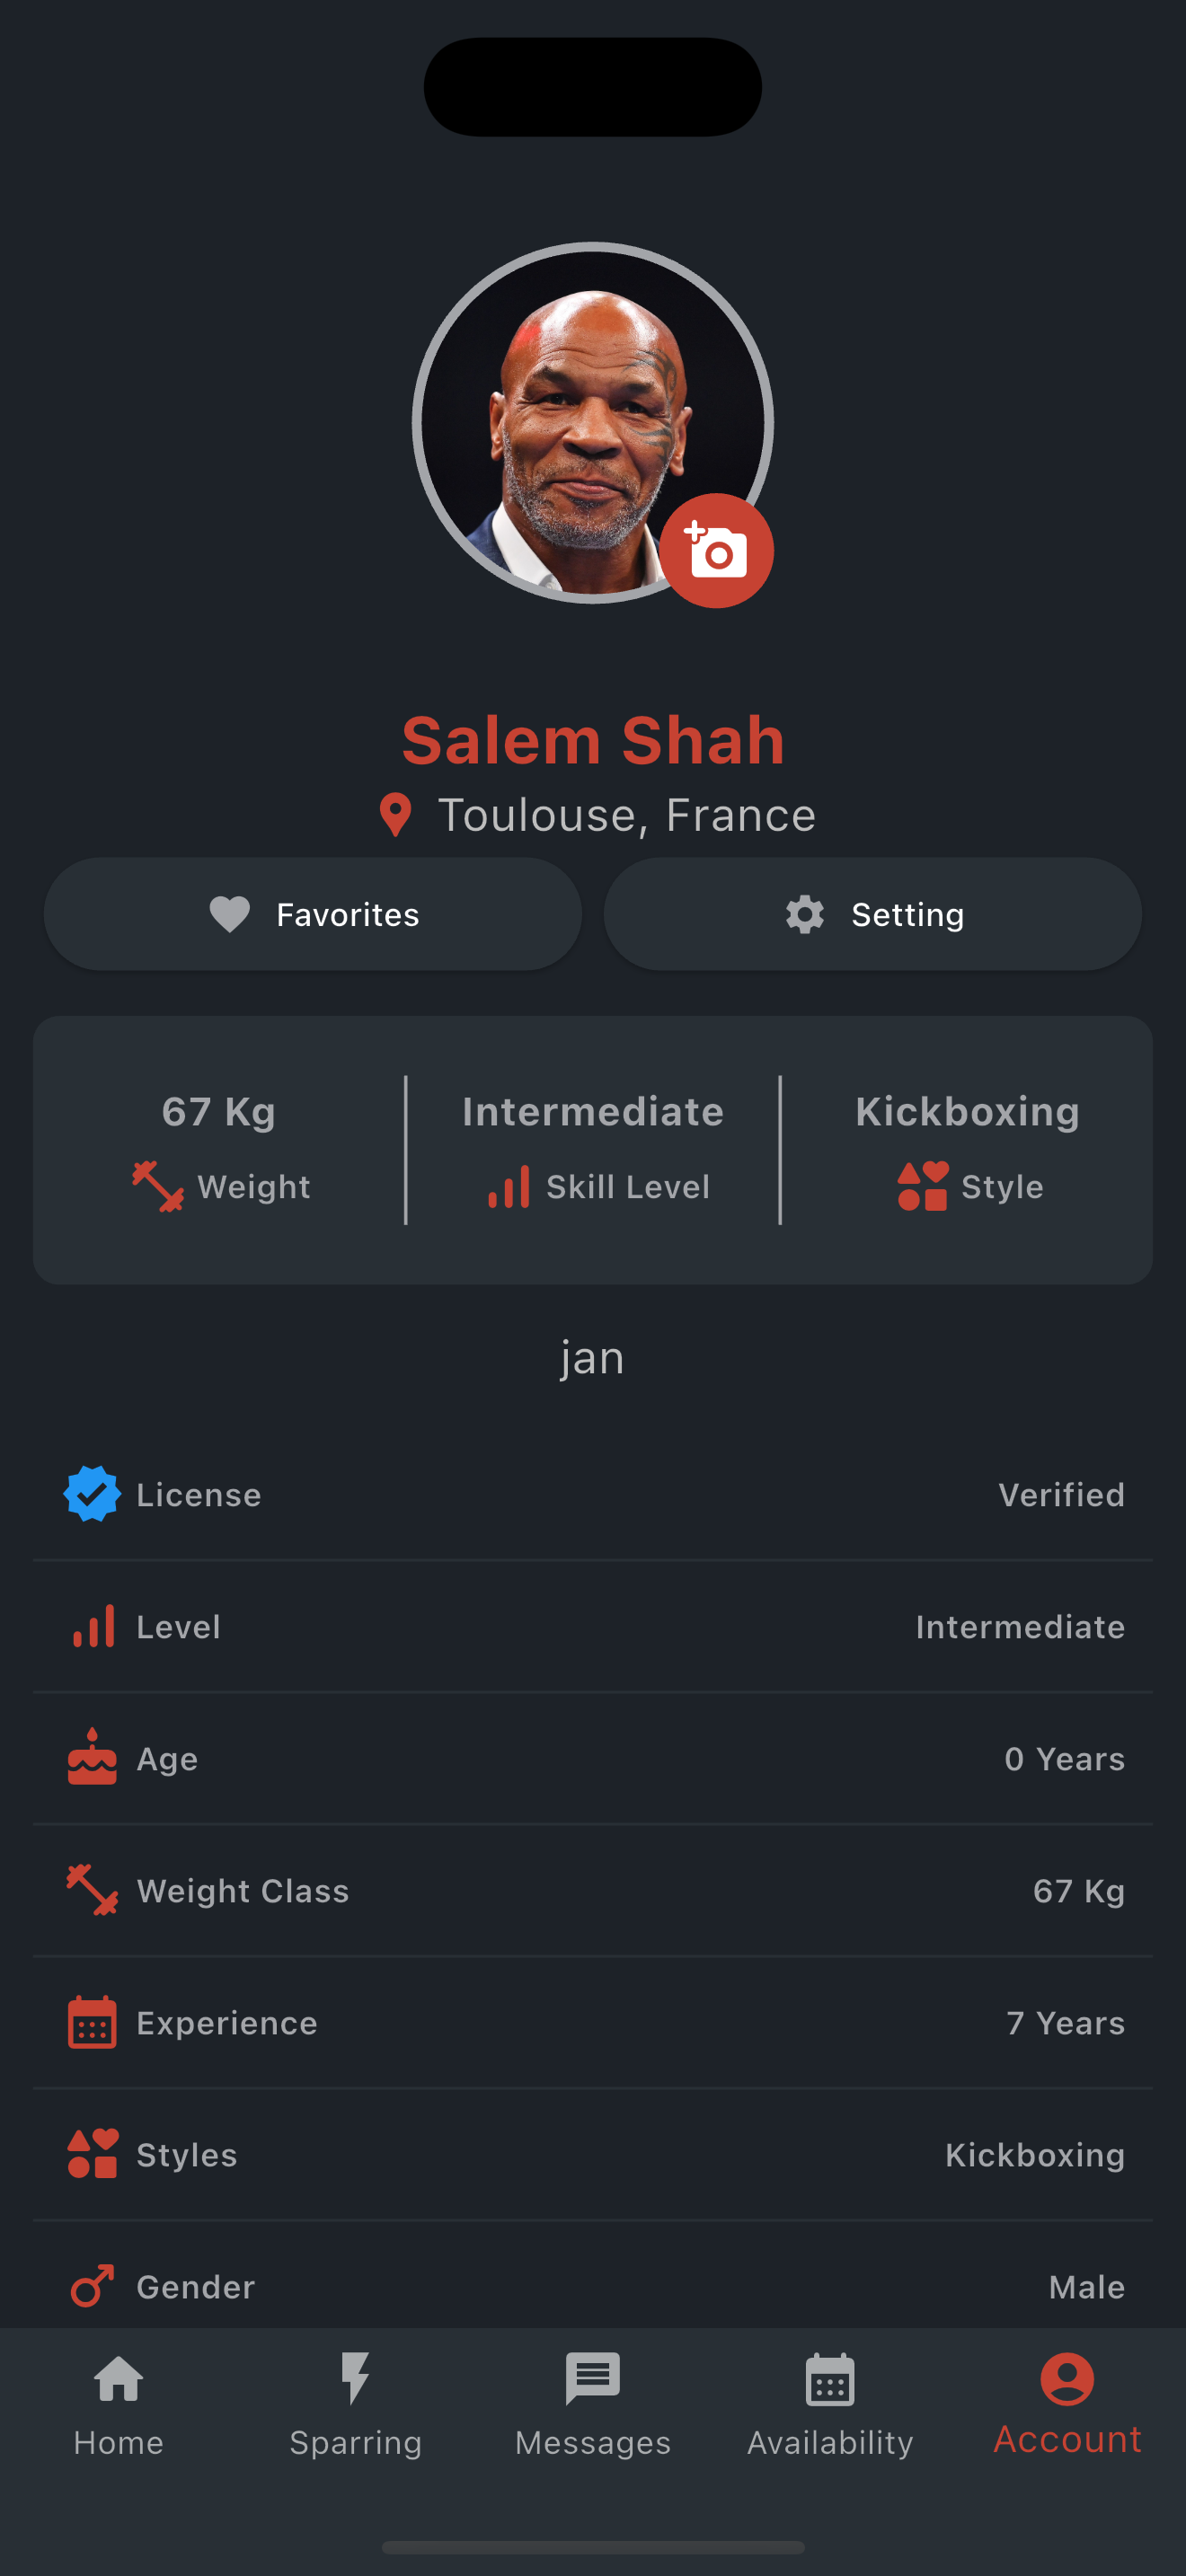 Salem Shah
Toulouse, France
Favorites
Setting
67 Kg
Weight
Intermediate
Skill Level
Kickboxing
Style
jan
License Verified
Level Intermediate
Age 0 Years
Weight Class 67 Kg
Experience 7 Years
Styles Kickboxing
Gender Male
Home
Sparring
Messages
Availability
Account